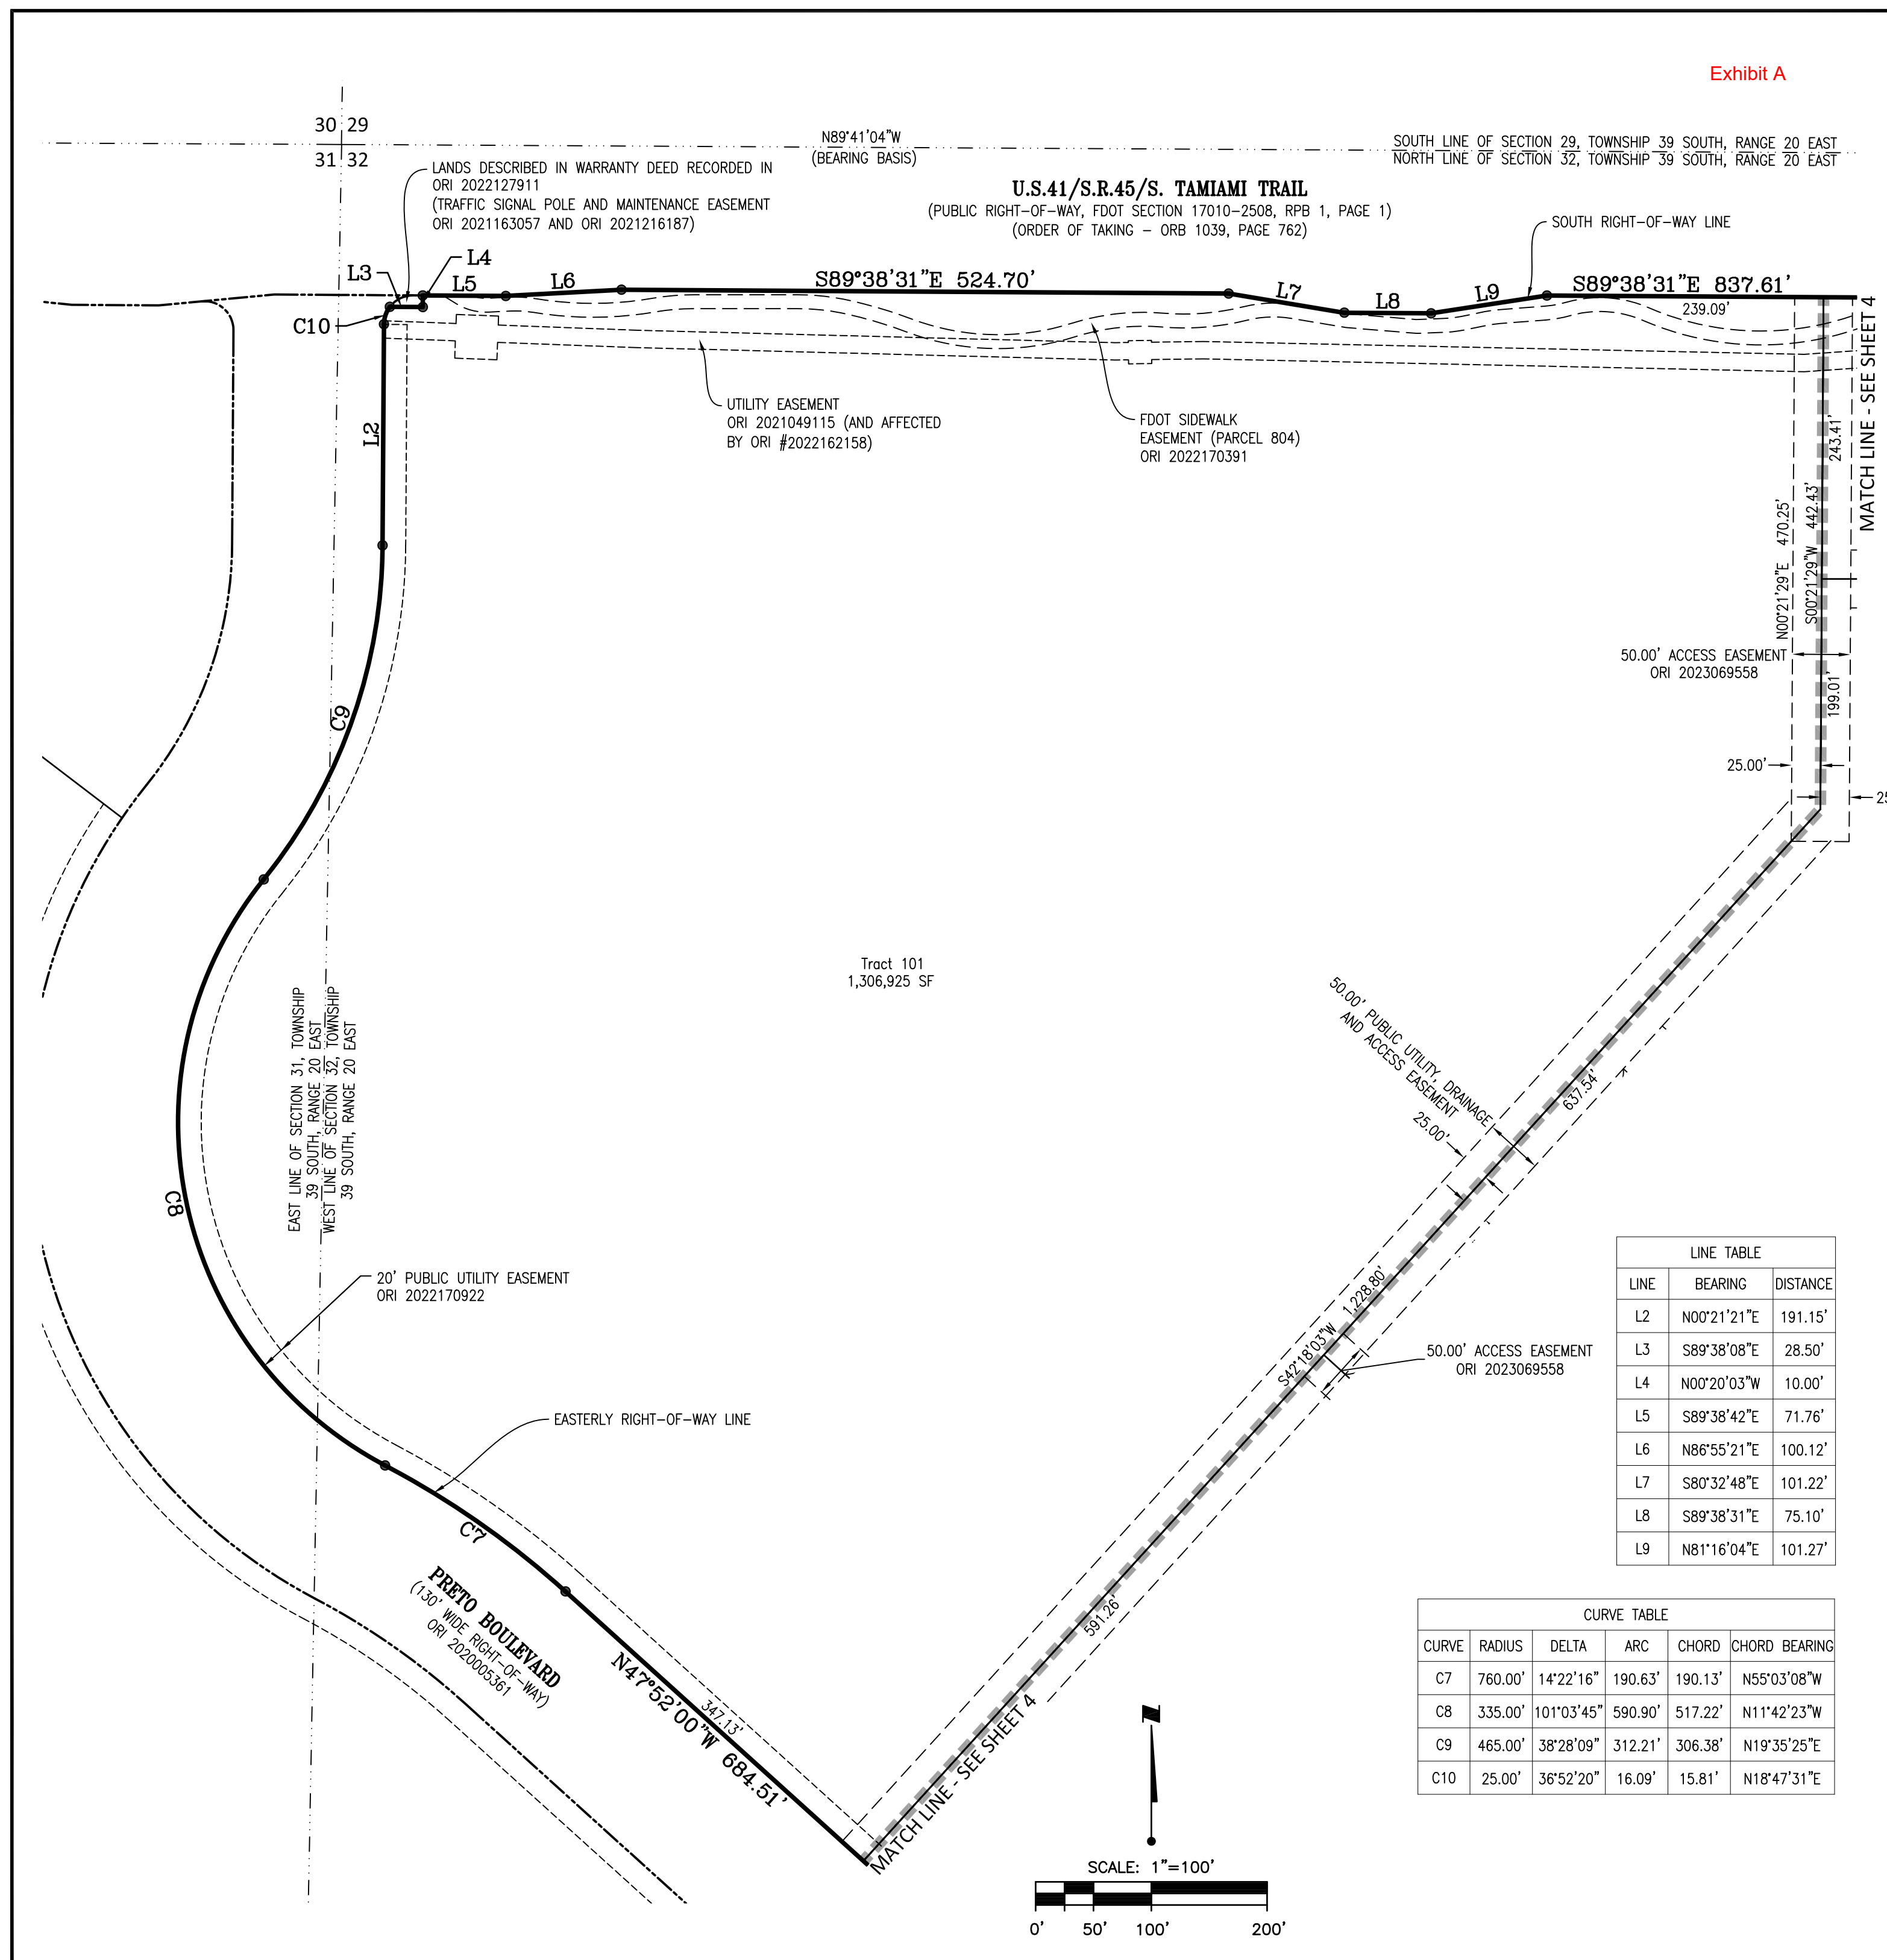 Exhibit A
30 29
31 32
N89°41'04"W
(BEARING BASIS)
SOUTH LINE OF SECTION 29, TOWNSHIP 39 SOUTH, RANGE 20 EAST
NORTH LINE OF SECTION 32, TOWNSHIP 39 SOUTH, RANGE 20 EAST
LANDS DESCRIBED IN WARRANTY DEED RECORDED IN
ORI 2022127911
(TRAFFIC SIGNAL POLE AND MAINTENANCE EASEMENT
ORI 2021163057 AND ORI 2021216187)
U.S.41/S.R.45/S. TAMIAMI TRAIL
(PUBLIC RIGHT-OF-WAY, FDOT SECTION 17010-2508, RPB 1, PAGE 1)
(ORDER OF TAKING - ORB 1039, PAGE 762)
SOUTH RIGHT-OF-WAY LINE
L3
L4
L5
L6
S89°38'31"E 524.70'
L7
L8
L9
S89°38'31"E 837.61'
239.09'
C10
L2
UTILITY EASEMENT
ORI 2021049115 (AND AFFECTED
BY ORI #2022162158)
FDOT SIDEWALK
EASEMENT (PARCEL 804)
ORI 2022170391
MATCH LINE - SEE SHEET 4
243.41'
N00°21'29"E 470.25'
S00°21'29"W 442.43'
50.00' ACCESS EASEMENT
ORI 2023069558
199.01'
25.00'
25
C9
Tract 101
1,306,925 SF
EAST LINE OF SECTION 31, TOWNSHIP
39 SOUTH, RANGE 20 EAST
WEST LINE OF SECTION 32, TOWNSHIP
39 SOUTH, RANGE 20 EAST
C8
50.00' PUBLIC UTILITY, DRAINAGE
AND ACCESS EASEMENT
25.00'
637.54'
20' PUBLIC UTILITY EASEMENT
ORI 2022170922
S42°18'03"W 1,228.80'
50.00' ACCESS EASEMENT
ORI 2023069558
EASTERLY RIGHT-OF-WAY LINE
C7
PRETO BOULEVARD
(130' WIDE RIGHT-OF-WAY)
ORI 2020005361
N47°52'00"W 684.51'
347.13'
591.26'
MATCH LINE - SEE SHEET 4
N
SCALE: 1"=100'
0' 50' 100' 200'
LINE TABLE
LINE BEARING DISTANCE
L2 N00°21'21"E 191.15'
L3 S89°38'08"E 28.50'
L4 N00°20'03"W 10.00'
L5 S89°38'42"E 71.76'
L6 N86°55'21"E 100.12'
L7 S80°32'48"E 101.22'
L8 S89°38'31"E 75.10'
L9 N81°16'04"E 101.27'
CURVE TABLE
CURVE RADIUS DELTA ARC CHORD CHORD BEARING
C7 760.00' 14°22'16" 190.63' 190.13' N55°03'08"W
C8 335.00' 101°03'45" 590.90' 517.22' N11°42'23"W
C9 465.00' 38°28'09" 312.21' 306.38' N19°35'25"E
C10 25.00' 36°52'20" 16.09' 15.81' N18°47'31"E